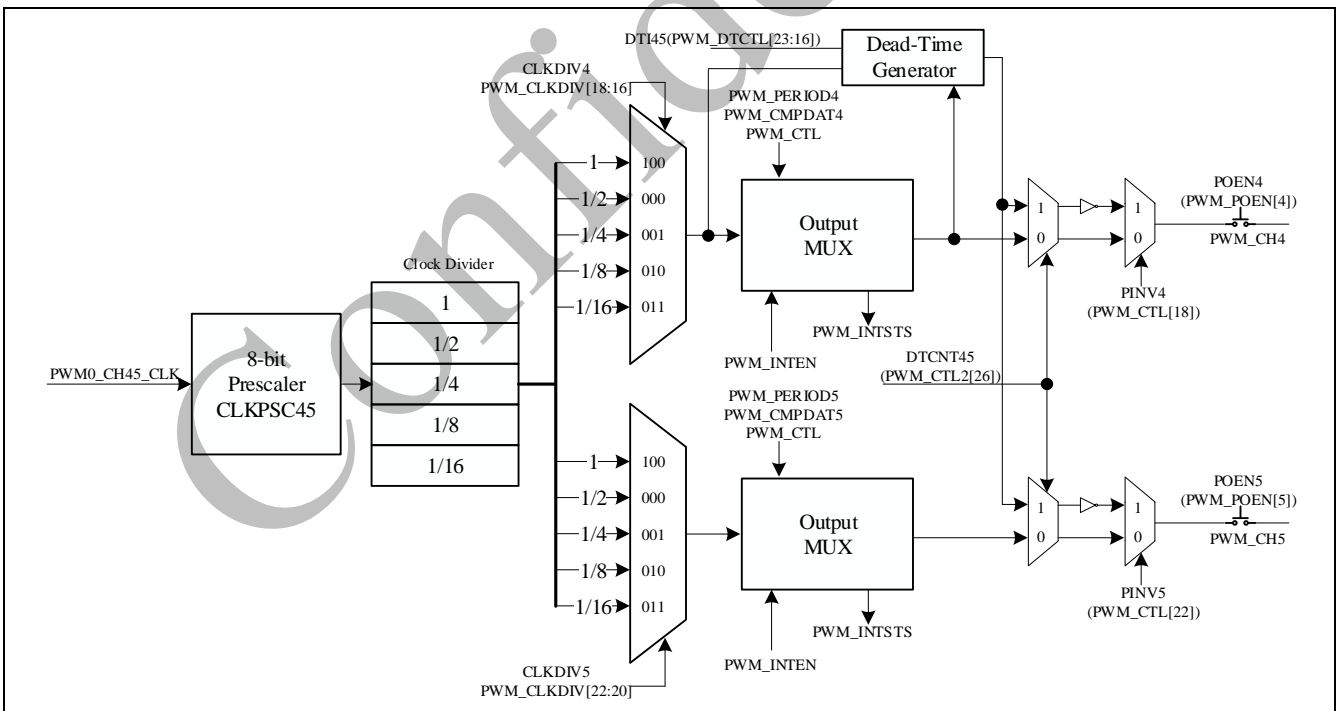 DTI45(PWM_DTCTL[23:16])
Dead-Time
Generator
CLKDIV4
PWM_CLKDIV[18:16]
PWM_PERIOD4
PWM_CMPDAT4
PWM_CTL
1
100
1/2
000
1/4
001
1/8
010
1/16
011
Output
MUX
PWM_INTEN
PWM_INTSTS
1
0
1
0
POEN4
(PWM_POEN[4])
PWM_CH4
PINV4
(PWM_CTL[18])
Clock Divider
1
1/2
1/4
1/8
1/16
PWM0_CH45_CLK
8-bit
Prescaler
CLKPSC45
DTCNT45
(PWM_CTL2[26])
PWM_PERIOD5
PWM_CMPDAT5
PWM_CTL
1
100
1/2
000
1/4
001
1/8
010
1/16
011
Output
MUX
PWM_INTEN
PWM_INTSTS
1
0
1
0
POEN5
(PWM_POEN[5])
PWM_CH5
PINV5
(PWM_CTL[22])
CLKDIV5
PWM_CLKDIV[22:20]